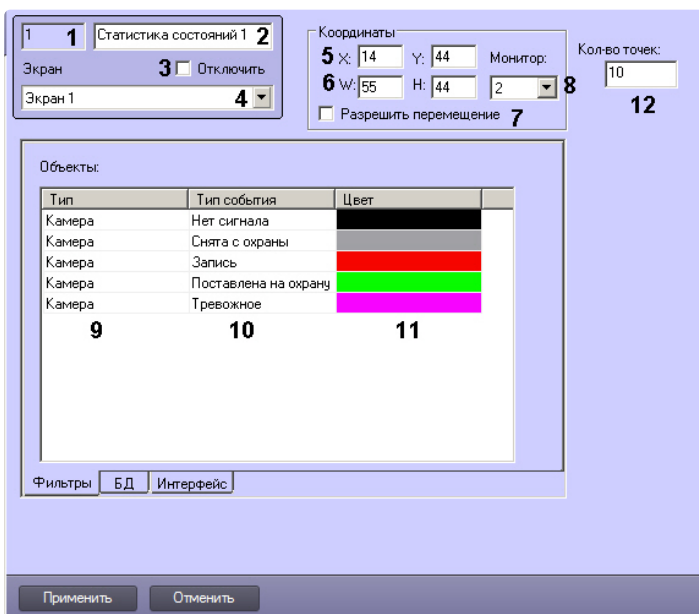 1 1 Статистика состояний 1 2
Экран 3 Отключить
Экран 1 4
Координаты
5 X: 14 Y: 44 Монитор:
6 W: 55 H: 44 2 8
Разрешить перемещение 7
Кол-во точек:
10
12
Объекты:
Тип Тип события Цвет
Камера Нет сигнала
Камера Снята с охраны
Камера Запись
Камера Поставлена на охрану
Камера Тревожное
9 10 11
Фильтры БД Интерфейс
Применить Отменить